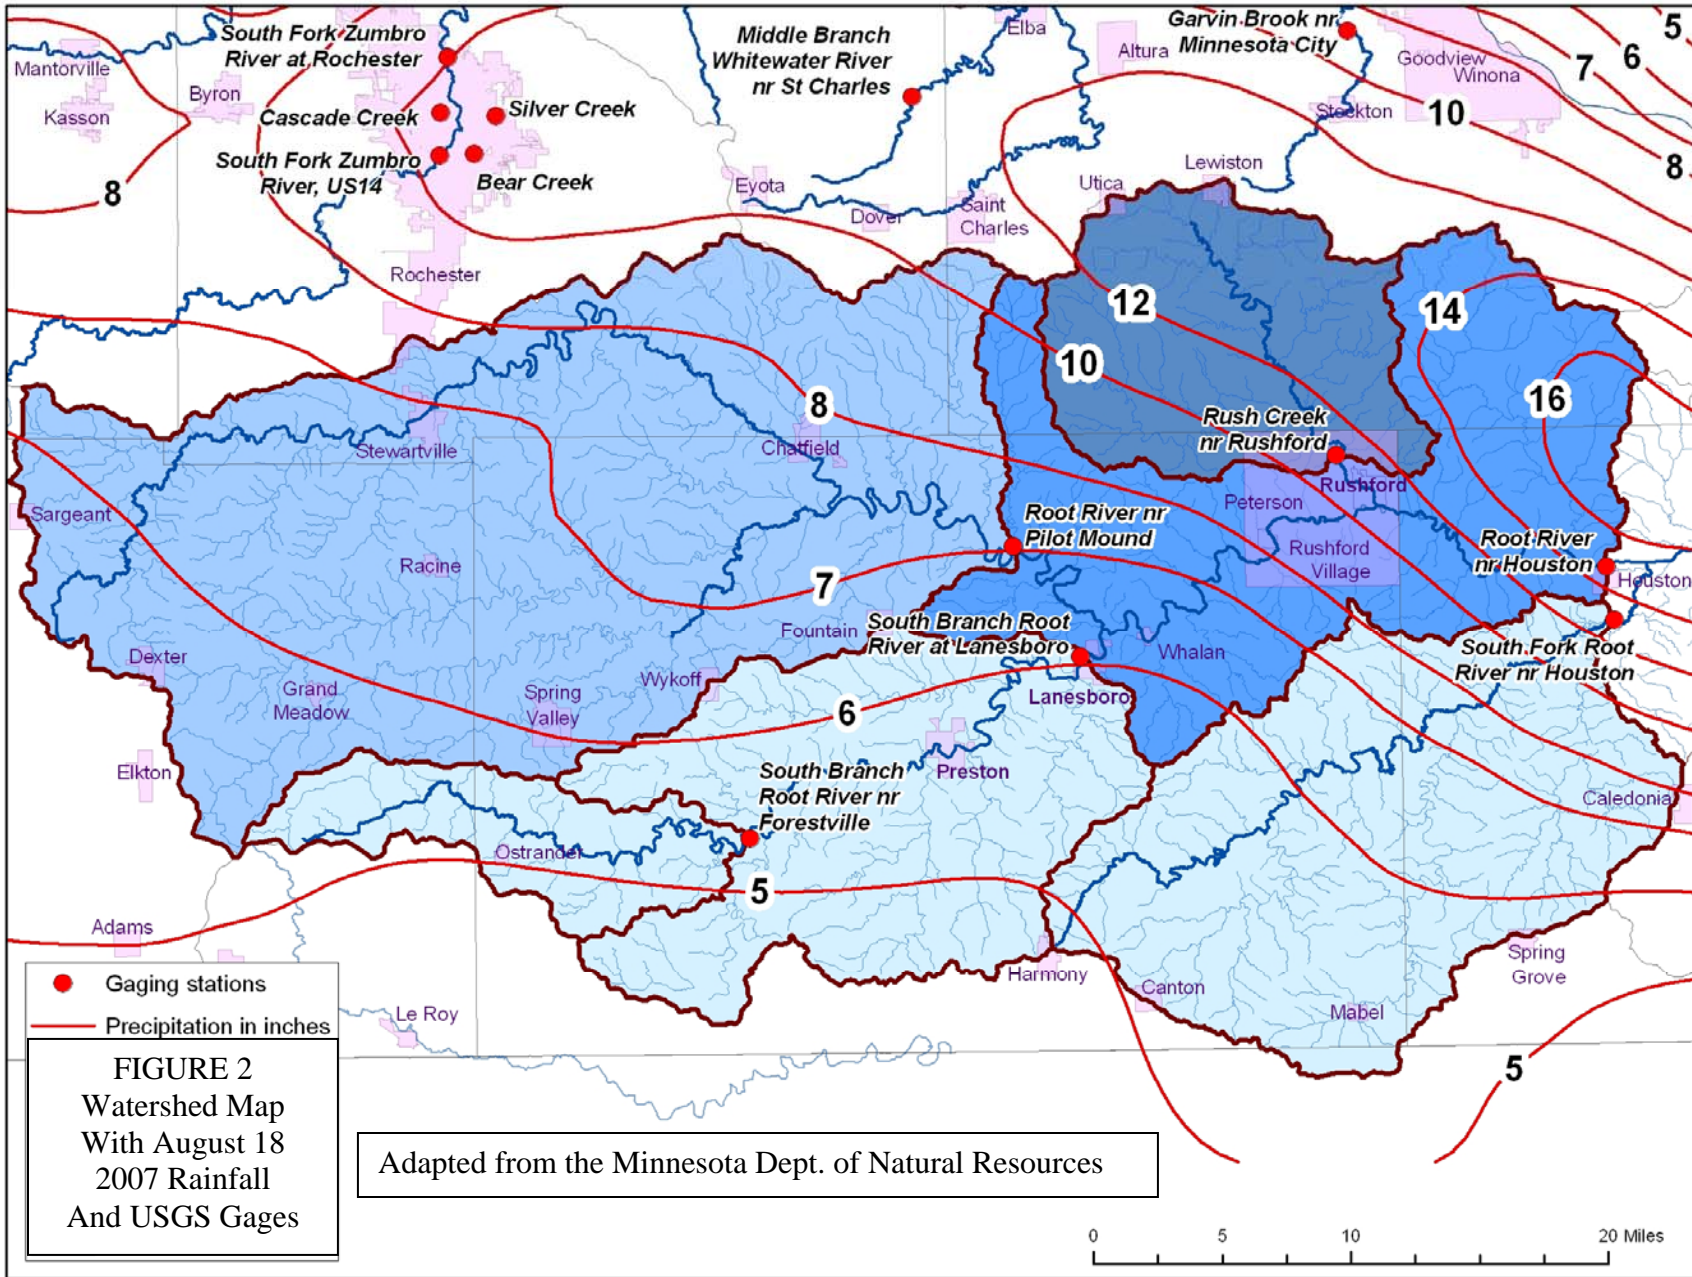 South Fork Zumbro
River at Rochester
Middle Branch
Whitewater River
nr St Charles
Elba
Garvin Brook nr
Minnesota City
Altura
Goodview
Winona
5
6
7
Mantorville
Byron
Kasson
Cascade Creek
Silver Creek
Stockton
10
South Fork Zumbro
River, US14
Bear Creek
8
8
Eyota
Dover
Saint
Charles
Utica
Lewiston
Rochester
12
14
10
8
16
Rush Creek
nr Rushford
Stewartville
Chatfield
Rushford
Peterson
Sargeant
Root River nr
Pilot Mound
Root River
nr Houston
Rushford
Village
Houston
Racine
7
Fountain
South Branch Root
River at Lanesboro
Whalan
South Fork Root
River nr Houston
Dexter
Grand
Meadow
Spring
Valley
Wykoff
Lanesboro
6
Elkton
Preston
South Branch
Root River nr
Forestville
Caledonia
Ostrander
5
Adams
Harmony
Canton
Spring
Grove
Mabel
Le Roy
5
Gaging stations
Precipitation in inches
FIGURE 2
Watershed Map
With August 18
2007 Rainfall
And USGS Gages
Adapted from the Minnesota Dept. of Natural Resources
0 5 10 20 Miles